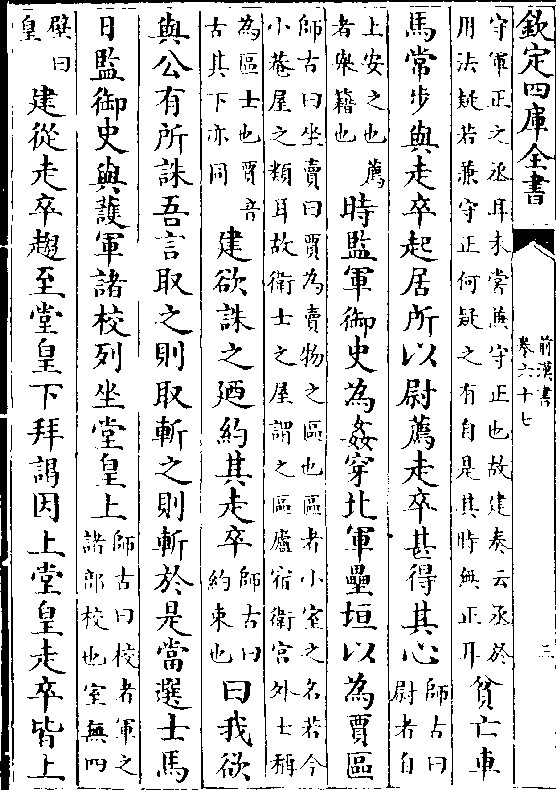 欽定四庫全書
前漢書
卷六十七
三
守軍正之丞耳未常兼守正也故建奏云丞於
用法疑若兼守正何疑之有自是其時無正耳
貧亡車
馬常步與走卒起居所以尉薦走卒甚得其心
師古曰
尉者自
上安之也薦
者舉籍也
時監軍御史為姦穿北軍壘垣以為賈區
師古曰坐賣曰賈為賣物之區也區者小室之名若今
小菴屋之類耳故衛士之屋謂之區廬宿衛宫外士稱
為區士也賈音
古其下亦同
建欲誅之廼約其走卒
師古曰
約束也
曰我欲
與公有所誅吾言取之則取斬之則斬於是當選士馬
日監御史與護軍諸校列坐堂皇上
師古曰校者軍之
諸部校也室無四
壁曰
皇
建從走卒趨至堂皇下拜謁因上堂皇走卒皆上